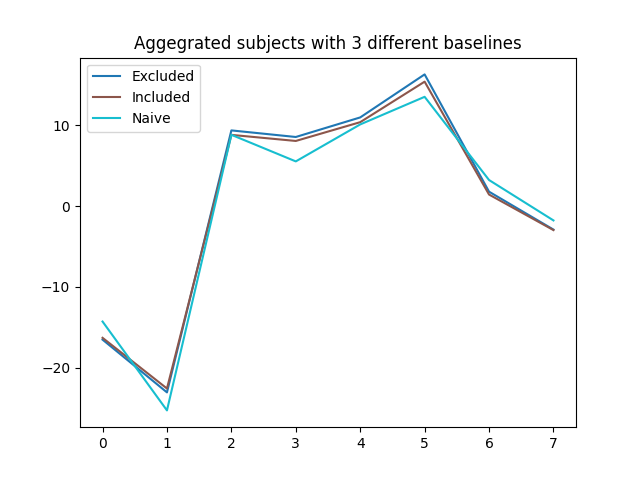 Aggegrated subjects with 3 different baselines
Excluded
Included
Naive
10
0
−10
−20
0 1 2 3 4 5 6 7